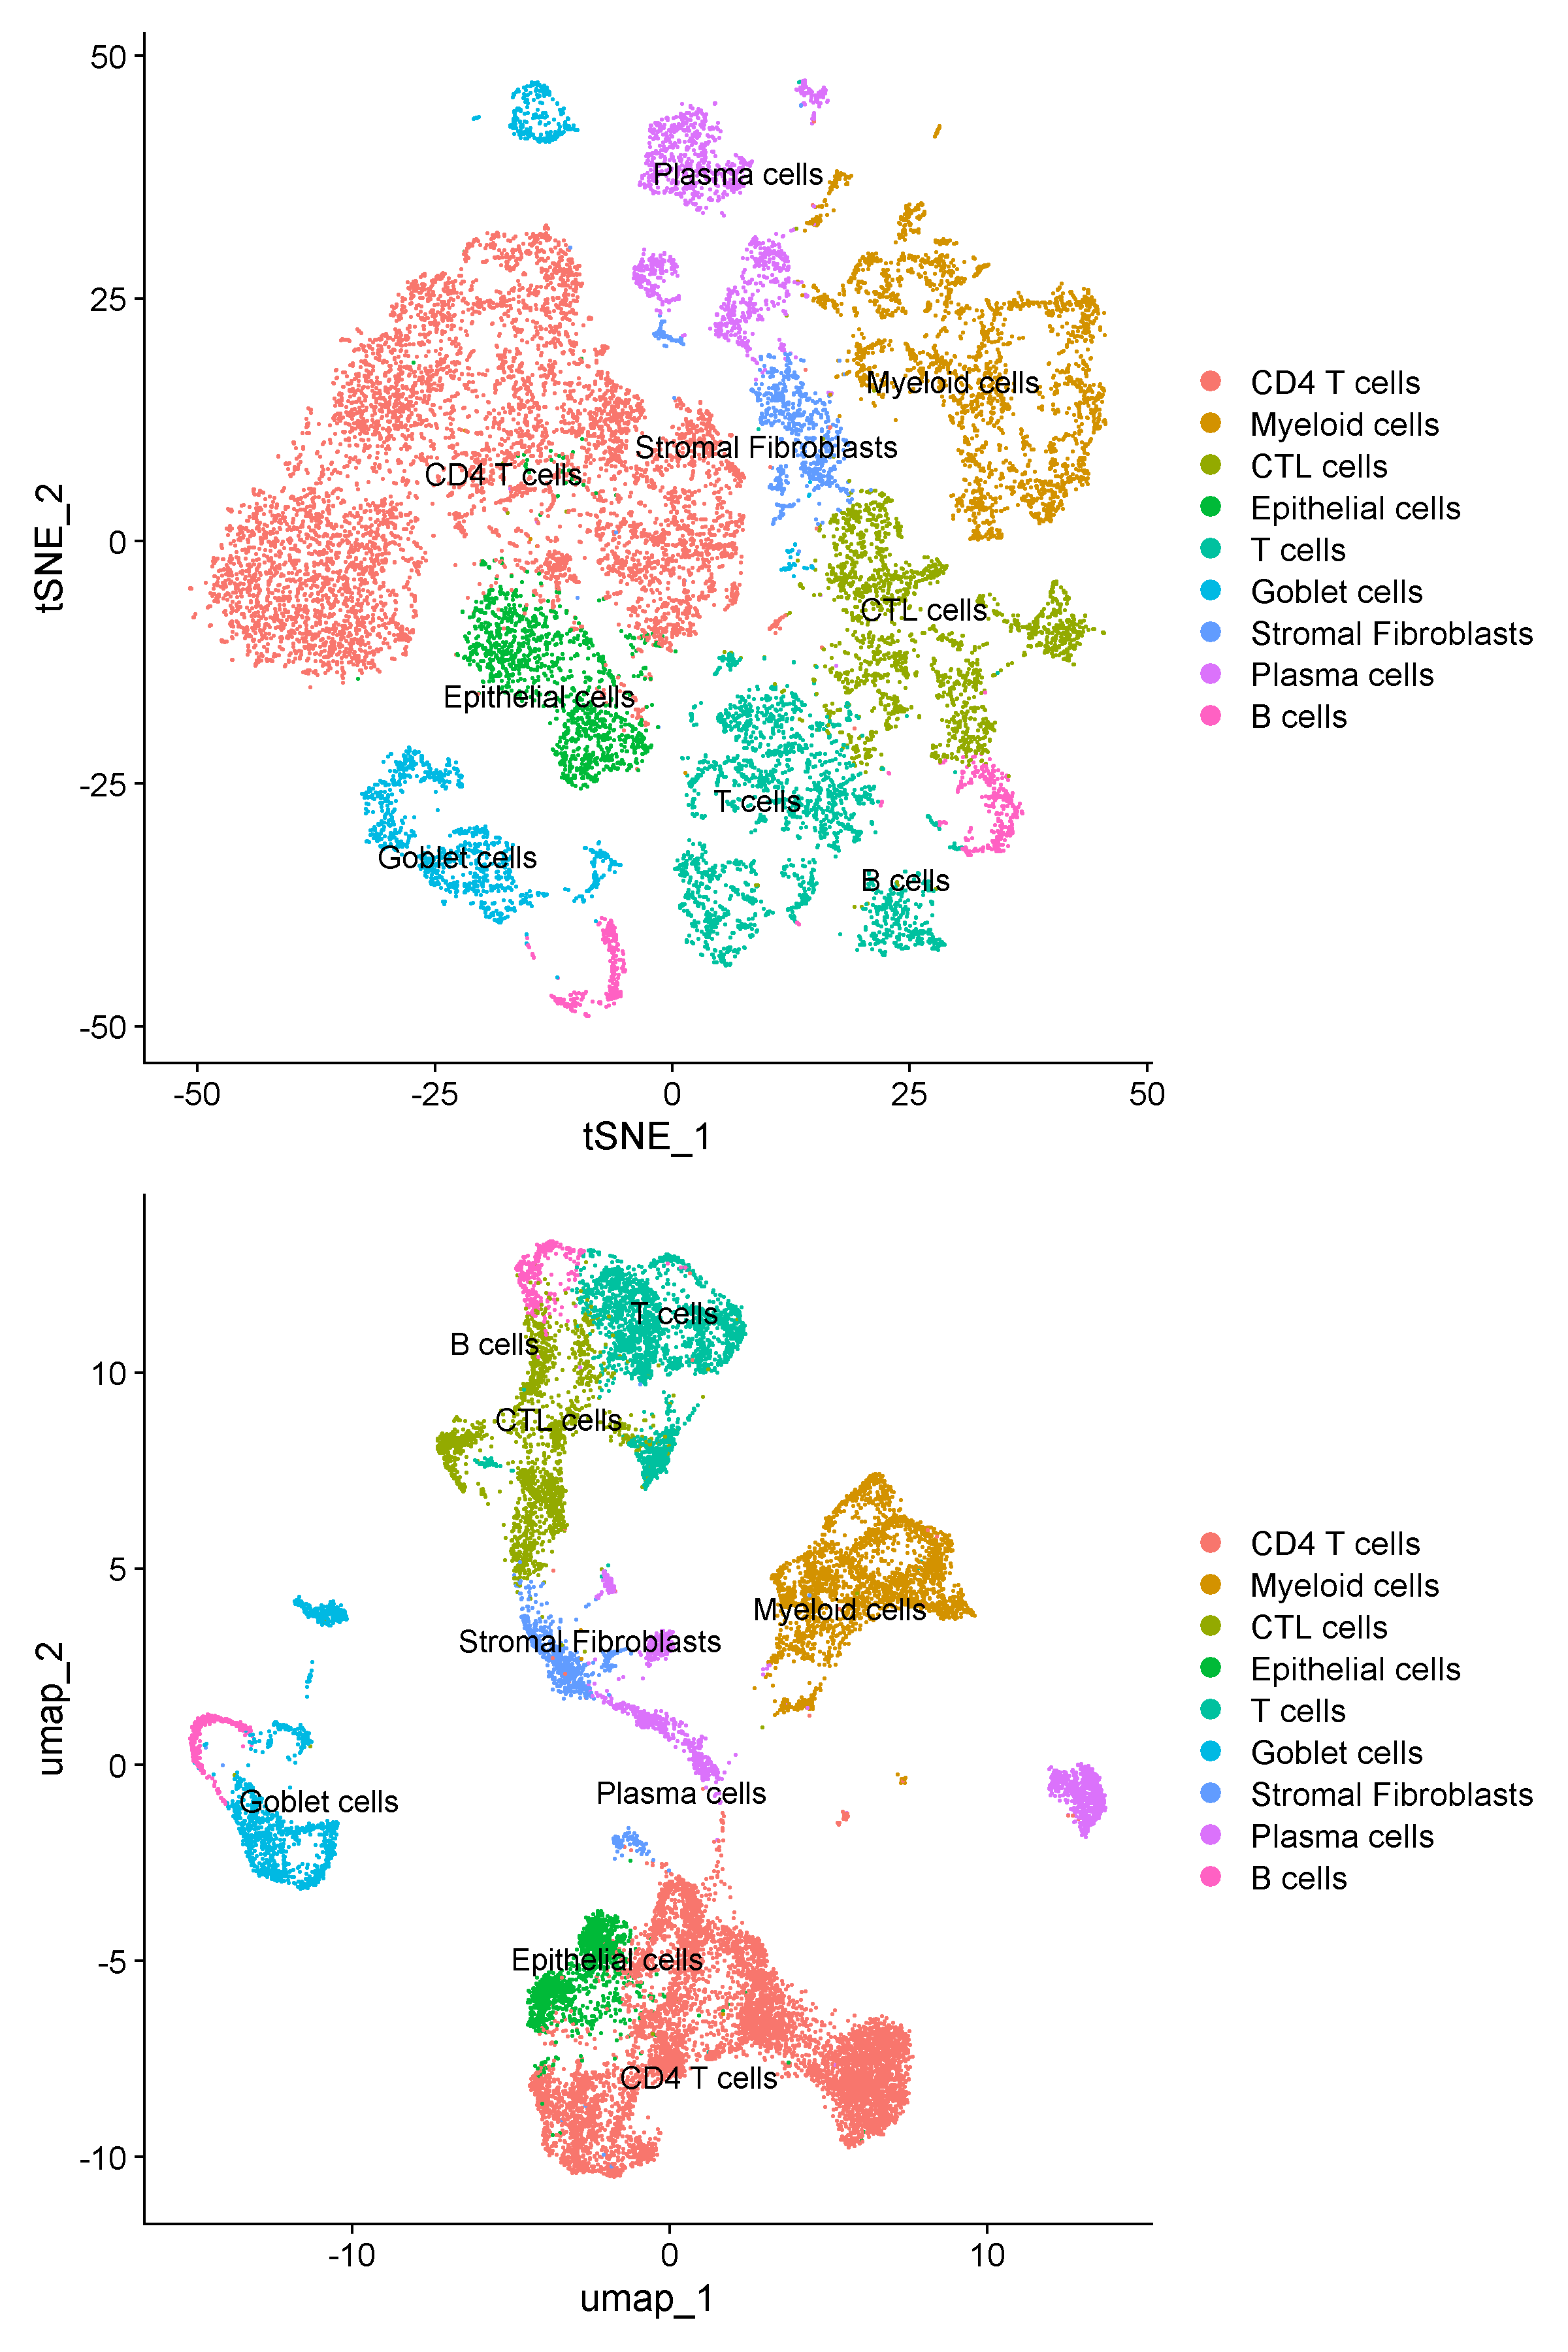 50
25
0
-25
-50
tSNE_2
Plasma cells
Myeloid cells
Stromal Fibroblasts
CD4 T cells
CTL cells
Epithelial cells
T cells
Goblet cells
B cells
-50
-25
0
25
50
tSNE_1
CD4 T cells
Myeloid cells
CTL cells
Epithelial cells
T cells
Goblet cells
Stromal Fibroblasts
Plasma cells
B cells
10
5
0
-5
-10
umap_2
T cells
B cells
CTL cells
Myeloid cells
Stromal Fibroblasts
Plasma cells
Goblet cells
Epithelial cells
CD4 T cells
-10
0
10
umap_1
CD4 T cells
Myeloid cells
CTL cells
Epithelial cells
T cells
Goblet cells
Stromal Fibroblasts
Plasma cells
B cells